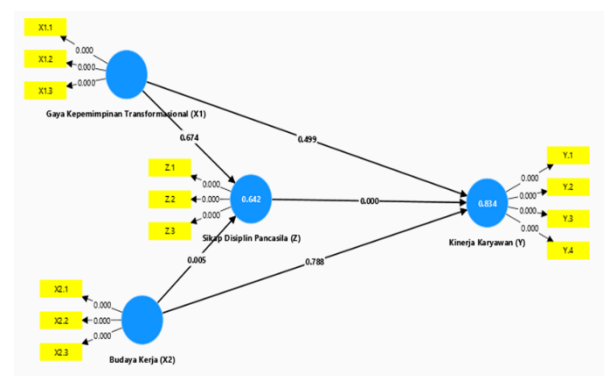 X1.1
X1.2
X1.3
0.000
0.000
0.000
Gaya Kepemimpinan Transformasional (X1)
0.674
0.499
Z.1
Z.2
Z.3
0.000
0.000
0.000
0.642
Sikap Disiplin Pancasila (Z)
0.000
0.005
0.788
Y.1
Y.2
Y.3
Y.4
0.000
0.000
0.000
0.000
0.834
Kinerja Karyawan (Y)
X2.1
X2.2
X2.3
0.000
0.000
0.000
Budaya Kerja (X2)